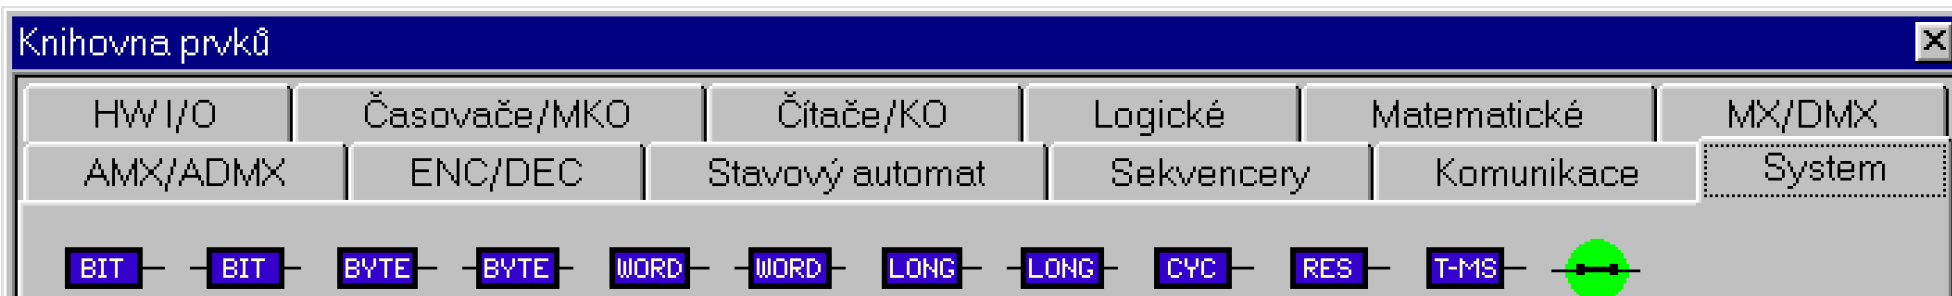 Knihovna prvků
HW I/O Časovače/MKO Čítače/KO Logické Matematické MX/DMX
AMX/ADMX ENC/DEC Stavový automat Sekvencery Komunikace System
BIT BIT BYTE BYTE WORD WORD LONG LONG CYC RES T-MS